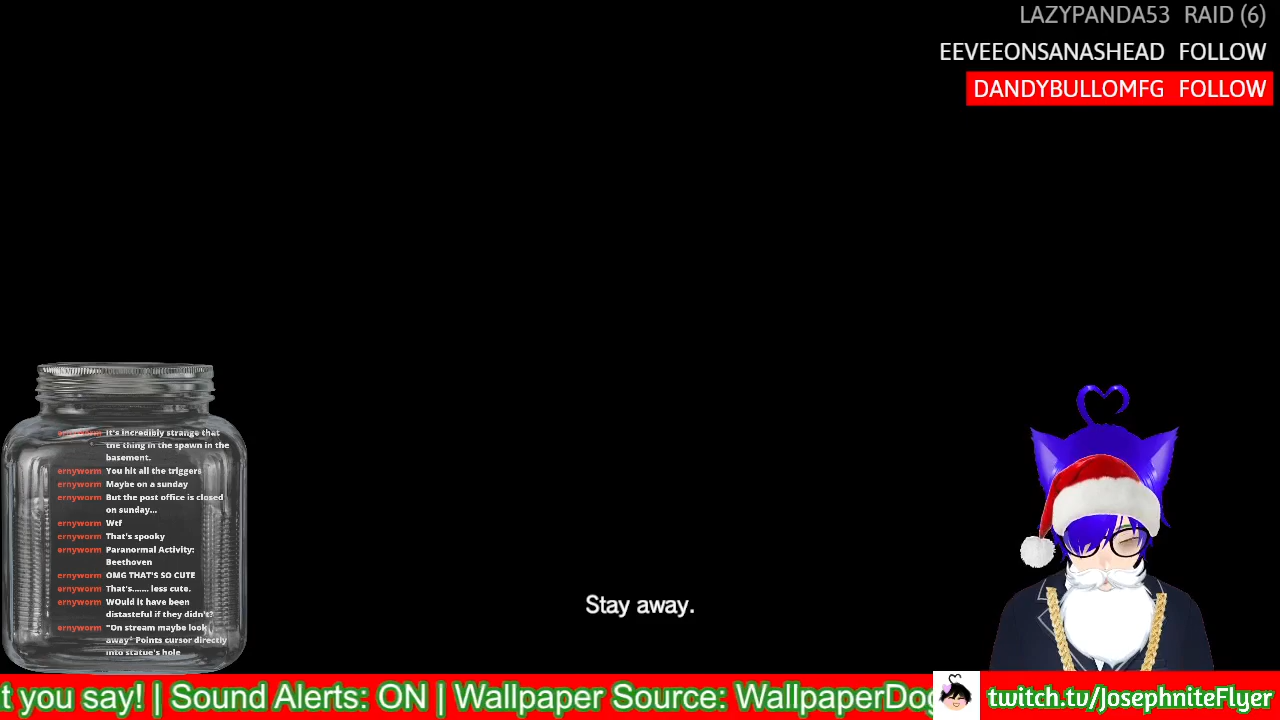 LAZYPANDA53 RAID (6)
EEVEEONSANASHEAD FOLLOW
DANDYBULLOMFG FOLLOW
ernyworm It's incredibly strange that
the thing in the spawn in the
basement.
ernyworm You hit all the triggers
ernyworm Maybe on a sunday
ernyworm But the post office is closed
on sunday...
ernyworm Wtf
ernyworm That's spooky
ernyworm Paranormal Activity:
Beethoven
ernyworm OMG THAT'S SO CUTE
ernyworm That's....... less cute.
ernyworm WOuld it have been
distasteful if they didn't?
ernyworm "On stream maybe look
away" Points cursor directly
into statue's hole
Stay away.
t you say! | Sound Alerts: ON | Wallpaper Source: WallpaperDog
twitch.tv/JosephniteFlyer